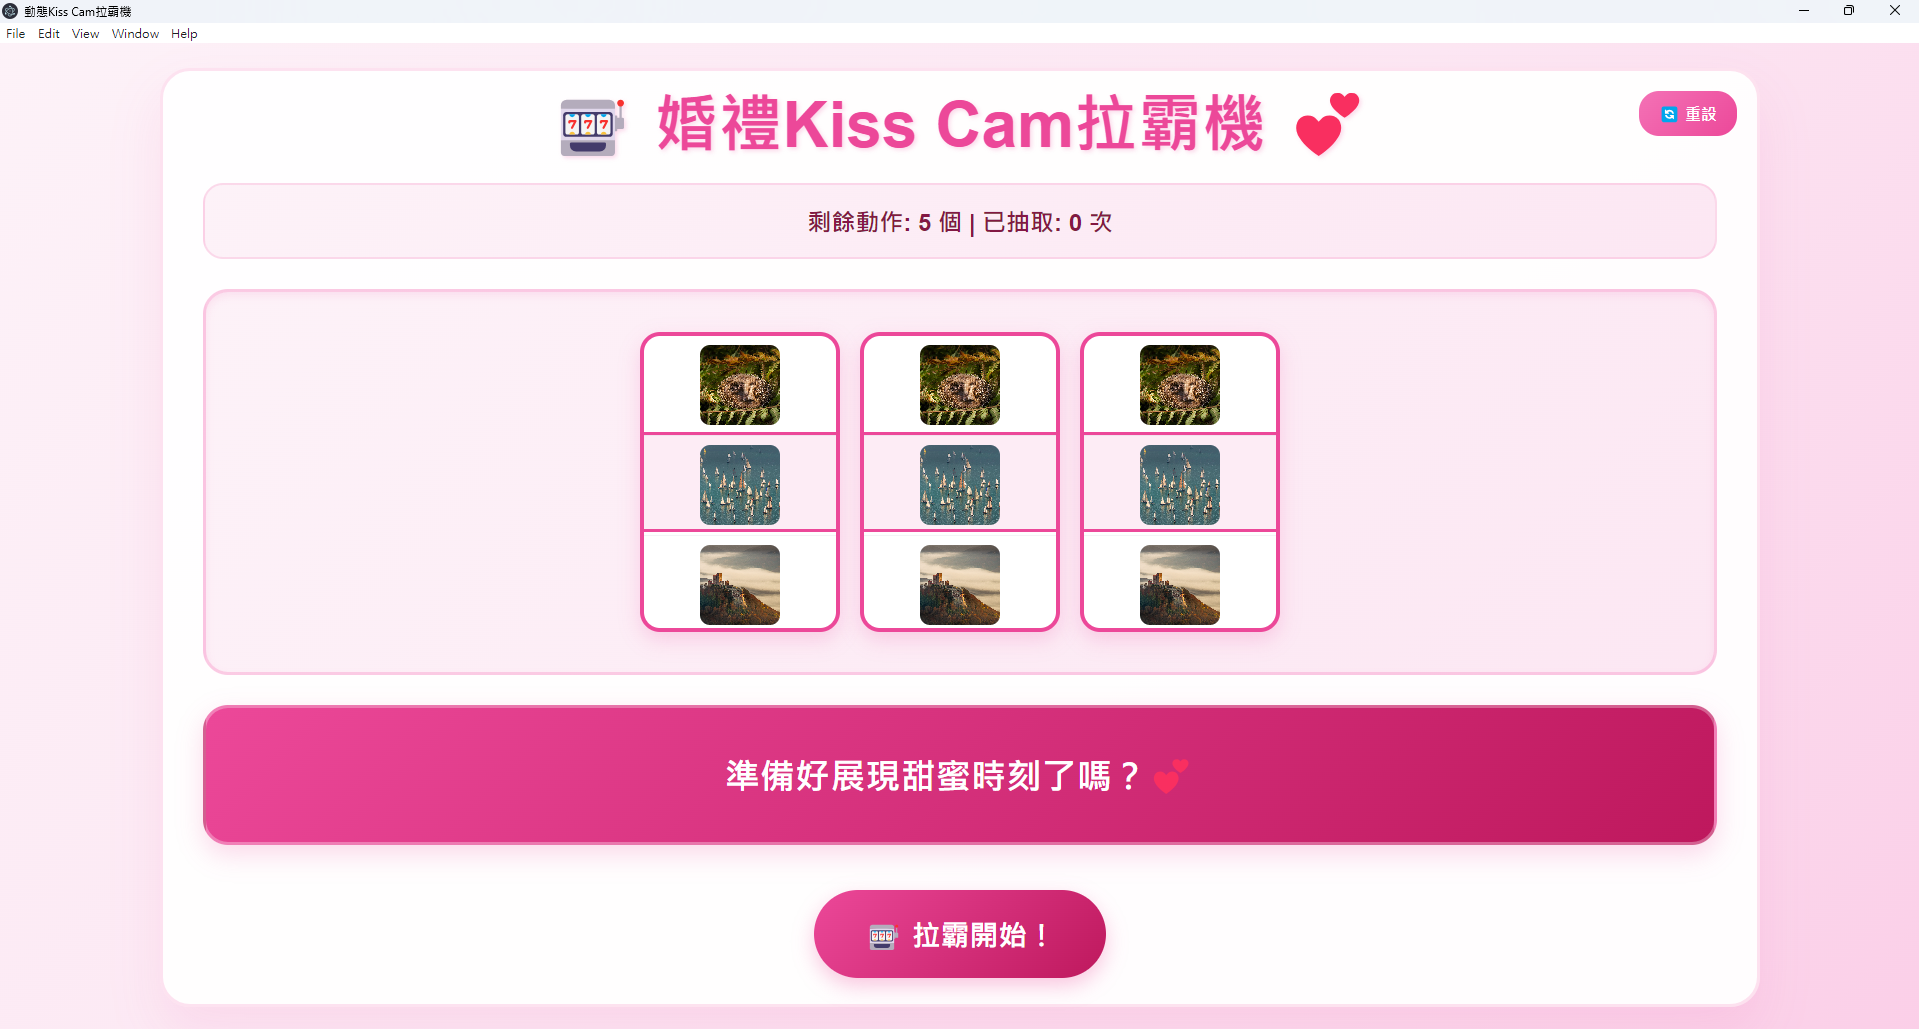 動態Kiss Cam拉霸機
File Edit View Window Help
婚禮Kiss Cam拉霸機
重設
剩餘動作: 5 個 | 已抽取: 0 次
準備好展現甜蜜時刻了嗎？
拉霸開始！